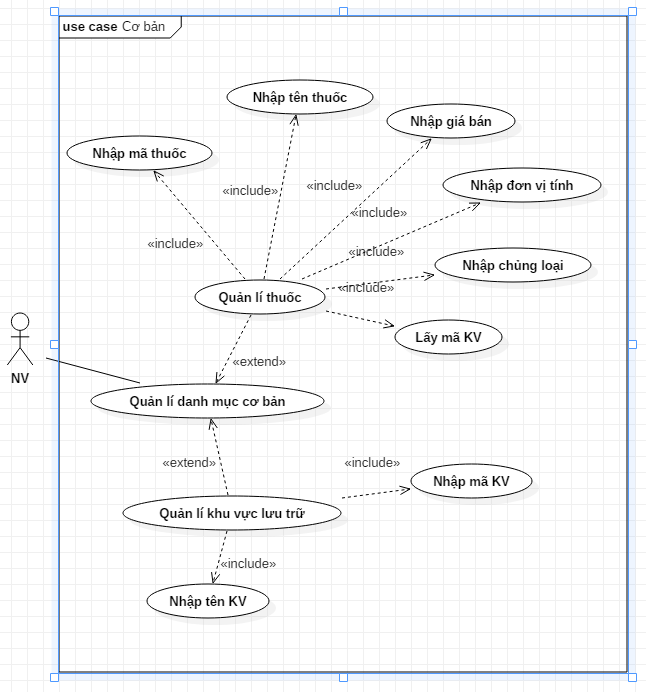 use case Cơ bản
Nhập tên thuốc
Nhập giá bán
Nhập mã thuốc
Nhập đơn vị tính
«include»
«include»
«include»
«include»
«include»
Nhập chủng loại
«include»
Quản lí thuốc
Lấy mã KV
«extend»
NV
Quản lí danh mục cơ bản
«extend»
«include»
Nhập mã KV
Quản lí khu vực lưu trữ
«include»
Nhập tên KV